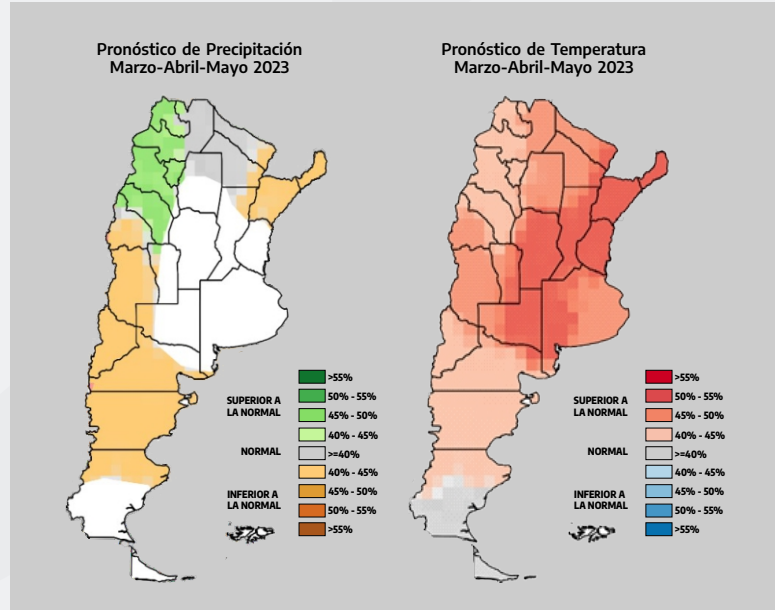 Pronóstico de Precipitación
Marzo-Abril-Mayo 2023
>55%
50% - 55%
SUPERIOR A
LA NORMAL
45% - 50%
40% - 45%
NORMAL
>=40%
40% - 45%
INFERIOR A
LA NORMAL
45% - 50%
50% - 55%
>55%
Pronóstico de Temperatura
Marzo-Abril-Mayo 2023
>55%
50% - 55%
SUPERIOR A
LA NORMAL
45% - 50%
40% - 45%
NORMAL
>=40%
40% - 45%
INFERIOR A
LA NORMAL
45% - 50%
50% - 55%
>55%